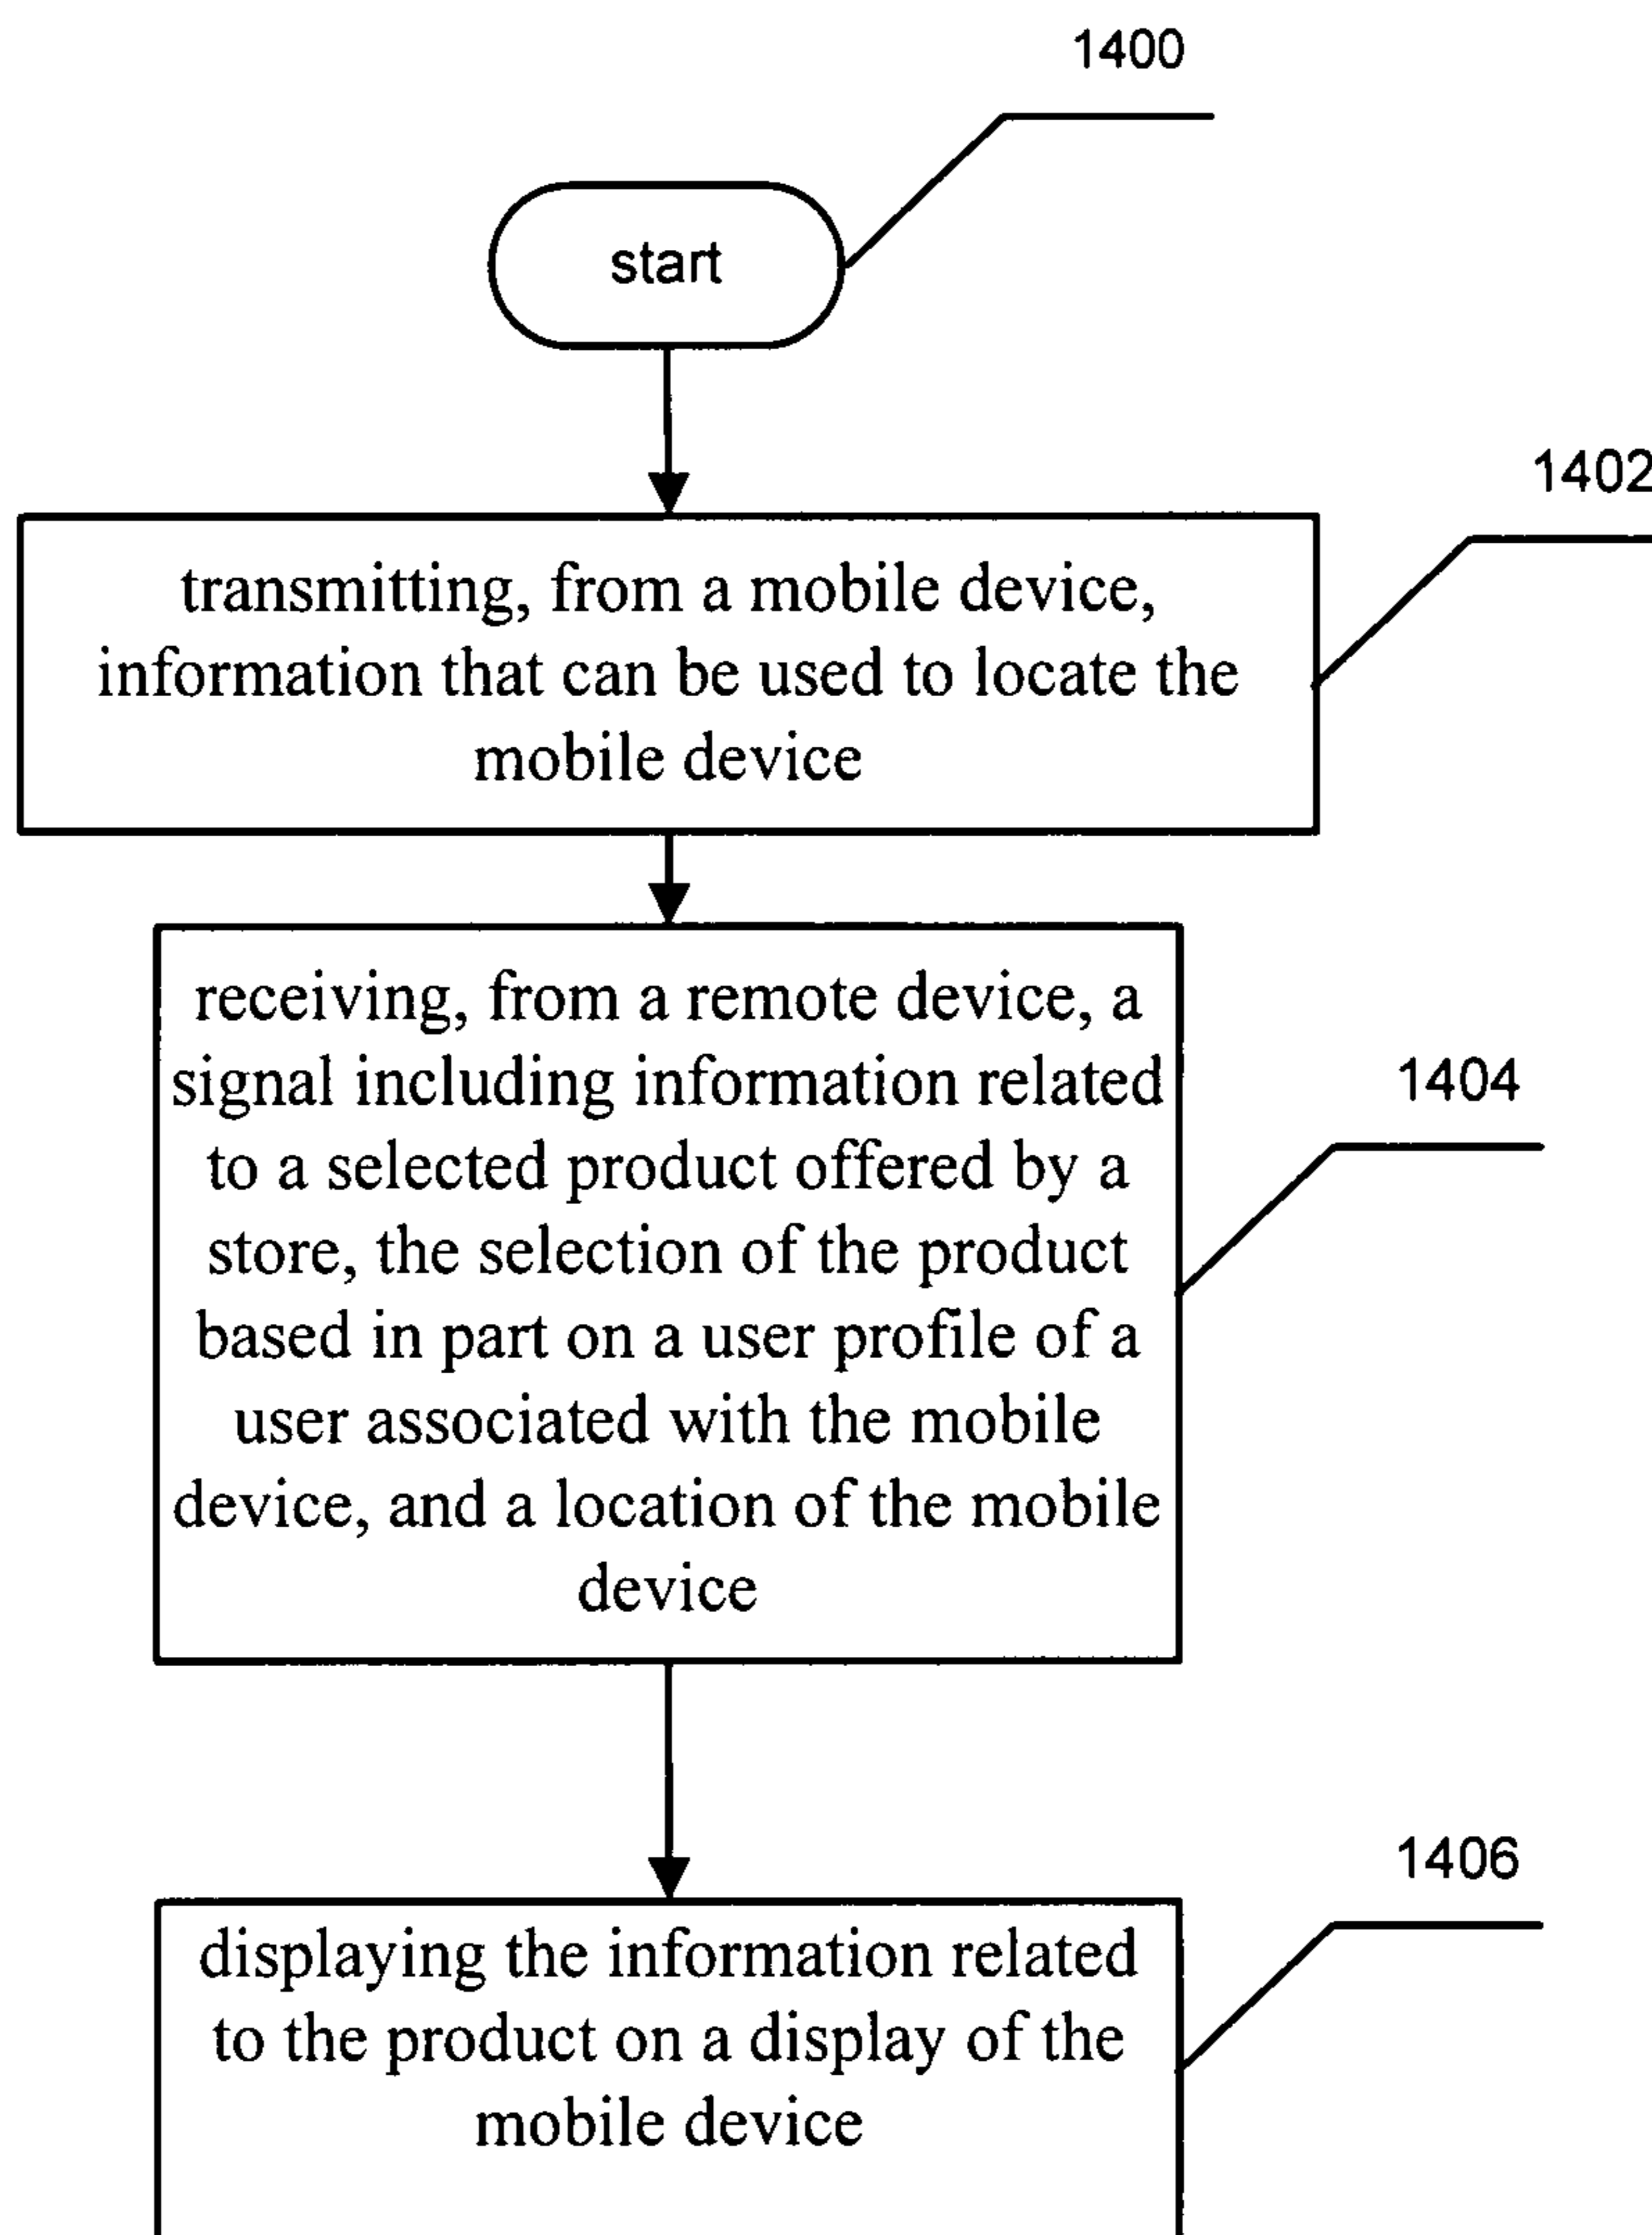 1400
start
1402
transmitting, from a mobile device,
information that can be used to locate the
mobile device
receiving, from a remote device, a
signal including information related
to a selected product offered by a
store, the selection of the product
based in part on a user profile of a
user associated with the mobile
device, and a location of the mobile
device
1404
1406
displaying the information related
to the product on a display of the
mobile device